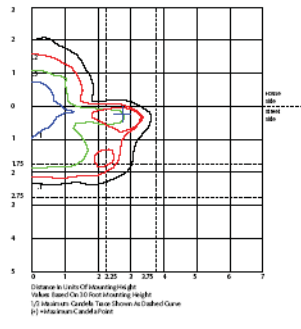 3
2
1
0
House
side
Street
side
1
1.75
2
2.75
3
4
5
0 1 2 2.25 3 3.75 4 5 6 7
Distance In Units Of Mounting Height
Values Based On 30 Foot Mounting Height
1/2 Maximum Candela Trace Shown As Dashed Curve
(+) = Maximum Candela Point